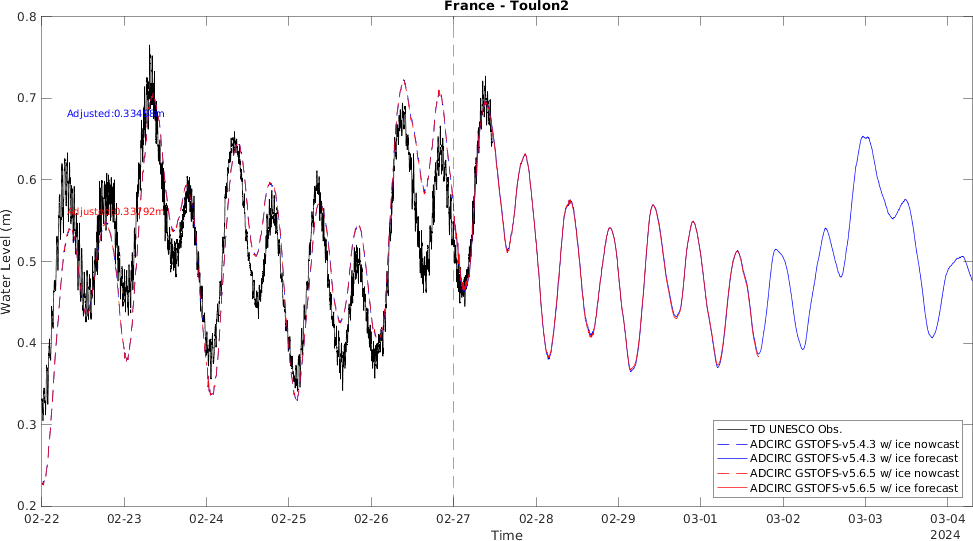 France - Toulon2
Water Level (m)
0.8
0.7
0.6
0.5
0.4
0.3
0.2
Adjusted:0.33792m
TD UNESCO Obs.
ADCIRC GSTOFS-v5.4.3 w/ ice nowcast
ADCIRC GSTOFS-v5.4.3 w/ ice forecast
ADCIRC GSTOFS-v5.6.5 w/ ice nowcast
ADCIRC GSTOFS-v5.6.5 w/ ice forecast
02-22 02-23 02-24 02-25 02-26 02-27 02-28 02-29 03-01 03-02 03-03 03-04
Time 2024